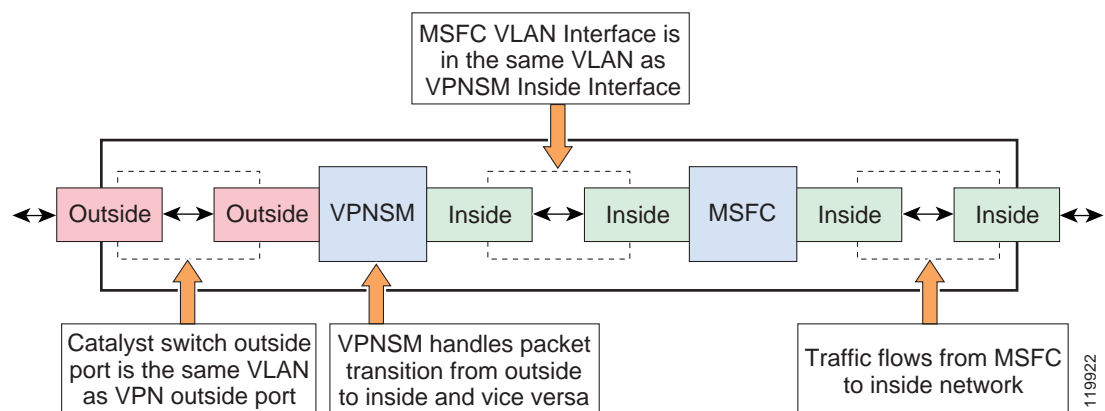 MSFC VLAN Interface is
in the same VLAN as
VPNSM Inside Interface
Outside
Outside
VPNSM
Inside
Inside
MSFC
Inside
Inside
Catalyst switch outside
port is the same VLAN
as VPN outside port
VPNSM handles packet
transition from outside
to inside and vice versa
Traffic flows from MSFC
to inside network
119922